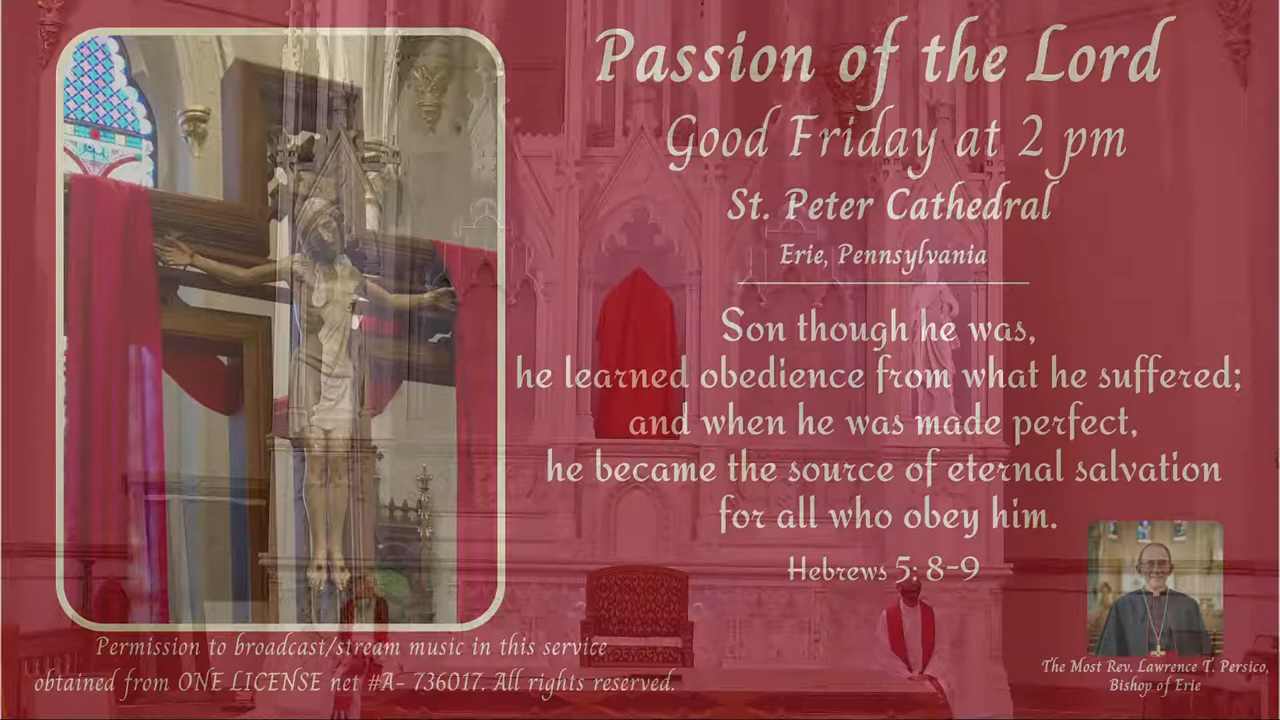 Passion of the Lord
Good Friday at 2 pm
St. Peter Cathedral
Erie, Pennsylvania
Son though he was,
he learned obedience from what he suffered;
and when he was made perfect,
he became the source of eternal salvation
for all who obey him.
Hebrews 5: 8-9
Permission to broadcast/stream music in this service
obtained from ONE LICENSE net #A- 736017. All rights reserved.
The Most Rev. Lawrence T. Persico,
Bishop of Erie